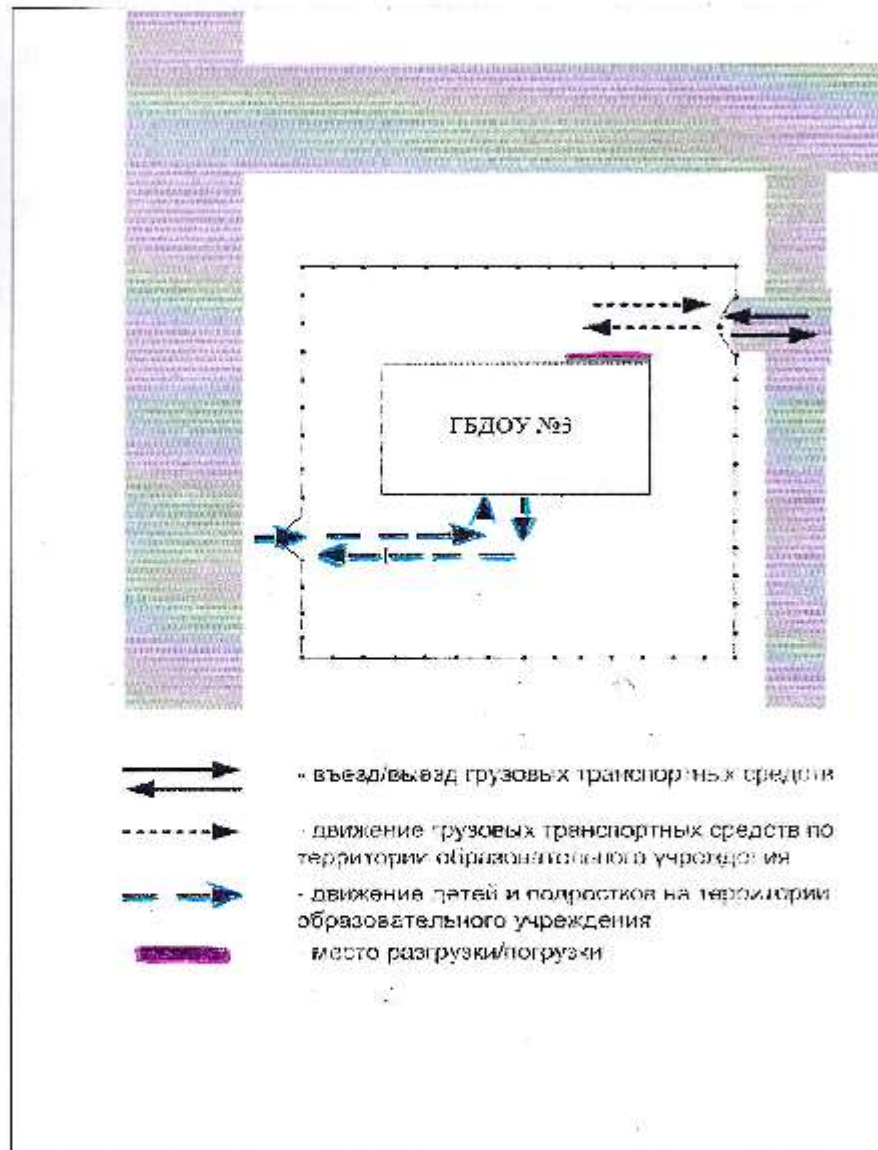 ГБДОУ №3
- въезд/выезд грузовых транспортных средств
- движение грузовых транспортных средств по
территории образовательного учреждения
- движение детей и подростков на территории
образовательного учреждения
- место разгрузки/погрузки